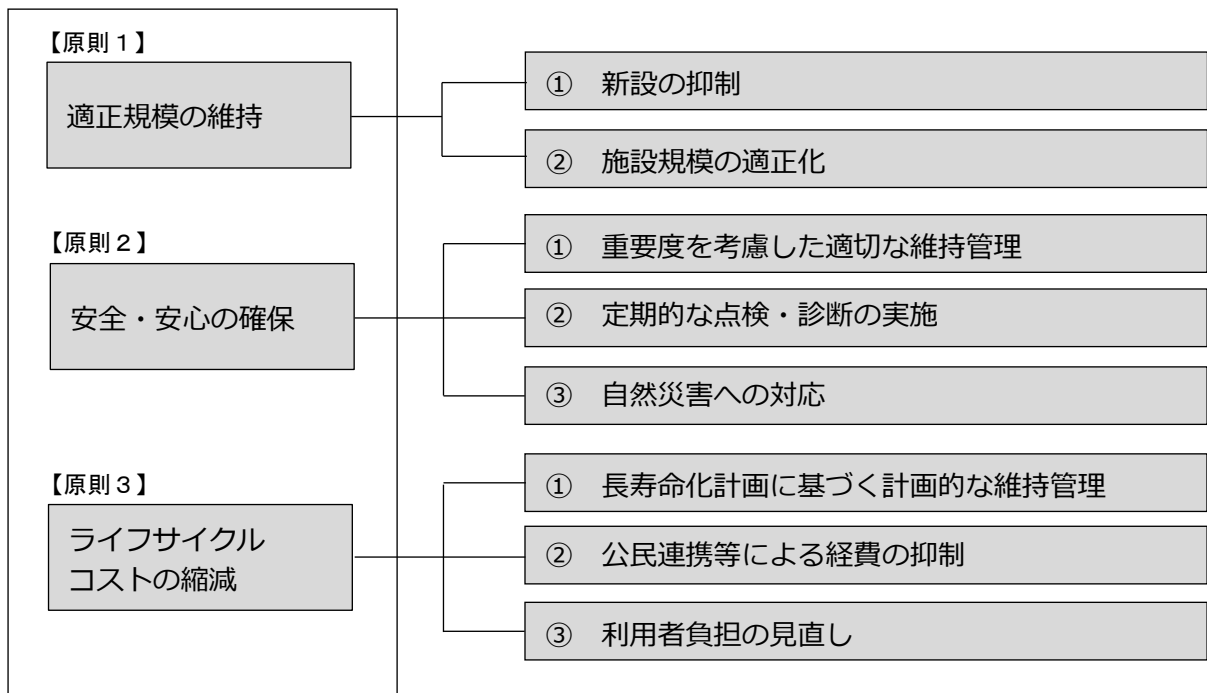 【原則１】
適正規模の維持
① 新設の抑制
② 施設規模の適正化
【原則２】
安全・安心の確保
① 重要度を考慮した適切な維持管理
② 定期的な点検・診断の実施
③ 自然災害への対応
【原則３】
ライフサイクル
コストの縮減
① 長寿命化計画に基づく計画的な維持管理
② 公民連携等による経費の抑制
③ 利用者負担の見直し